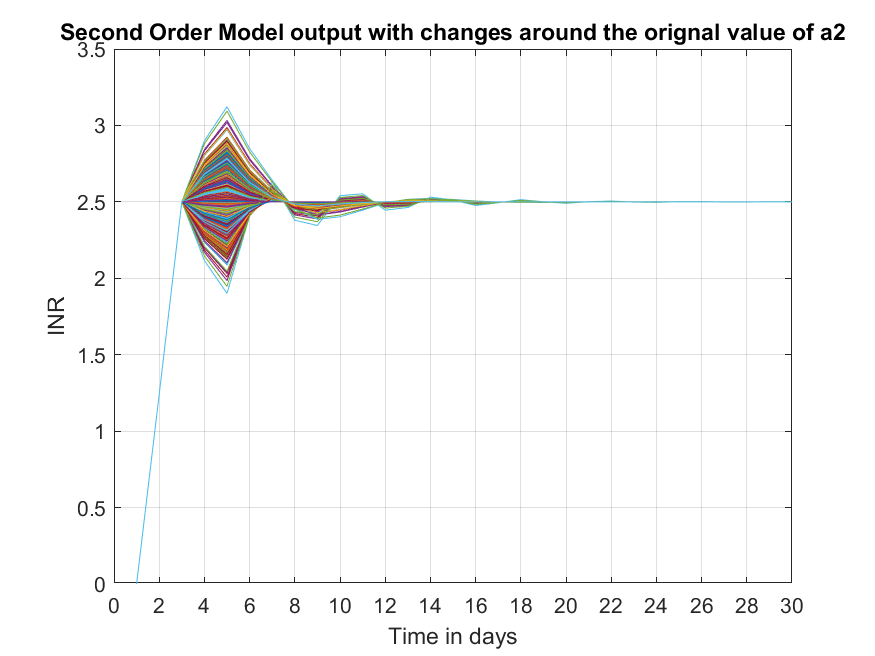 Second Order Model output with changes around the orignal value of a2
3.5
3
2.5
2
1.5
1
0.5
0
INR
0 2 4 6 8 10 12 14 16 18 20 22 24 26 28 30
Time in days